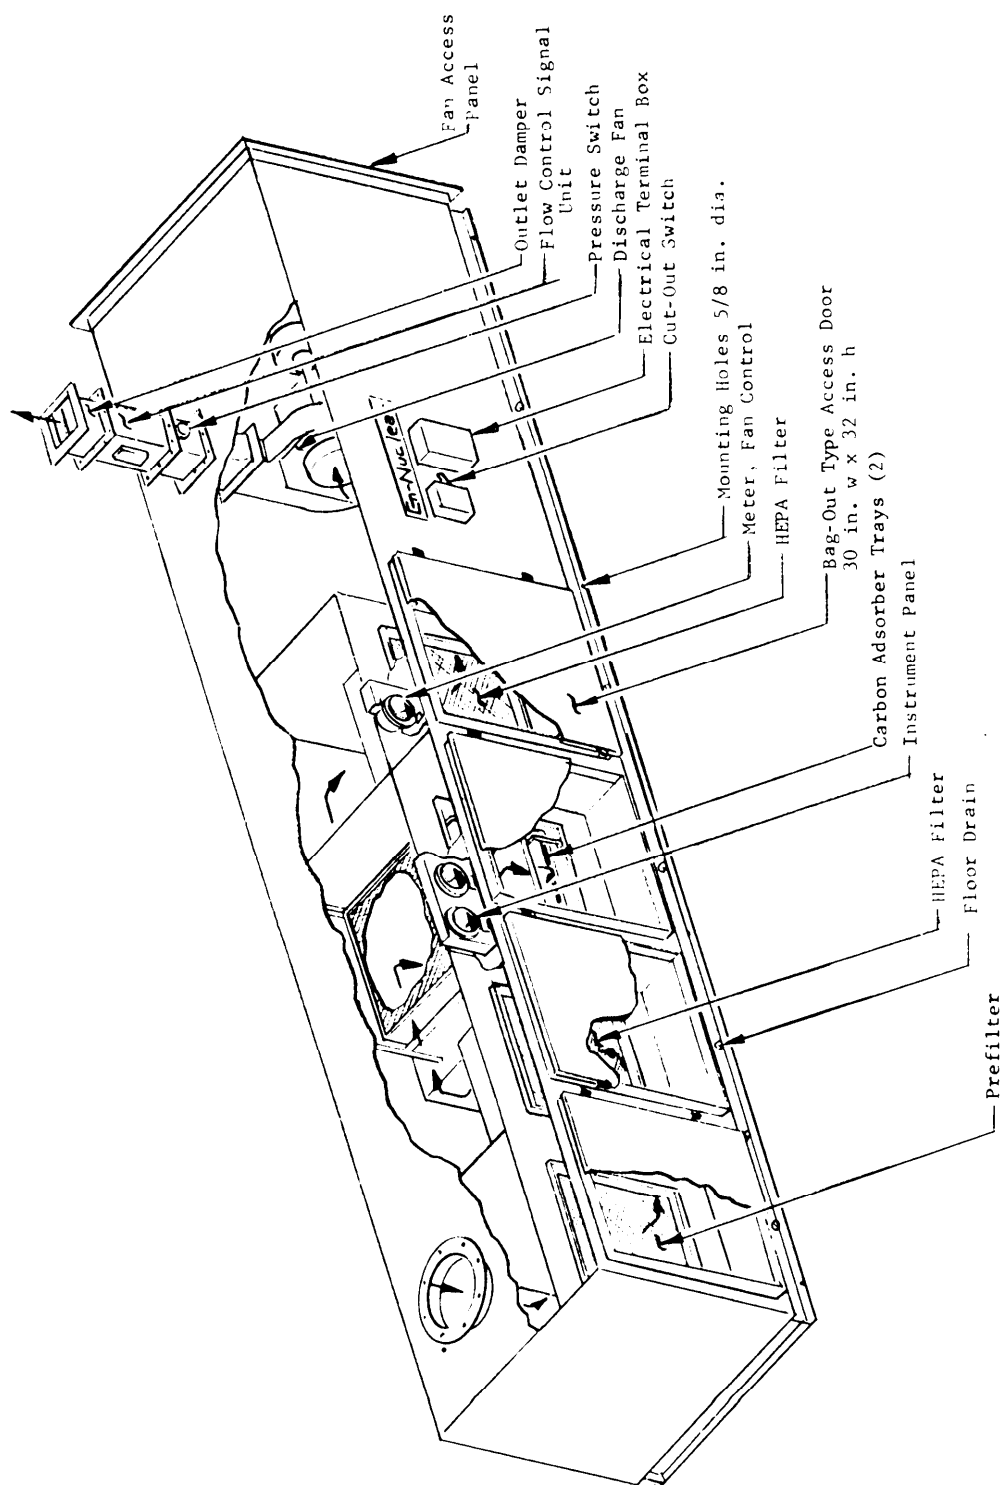 Fan Access
Panel
Outlet Damper
Flow Control Signal
Unit
Pressure Switch
Discharge Fan
Electrical Terminal Box
Cut-Out Switch
En-Nuclea
Mounting Holes 5/8 in. dia.
Meter, Fan Control
HEPA Filter
Bag-Out Type Access Door
30 in. w x 32 in. h
Carbon Adsorber Trays (2)
Instrument Panel
HEPA Filter
Floor Drain
Prefilter